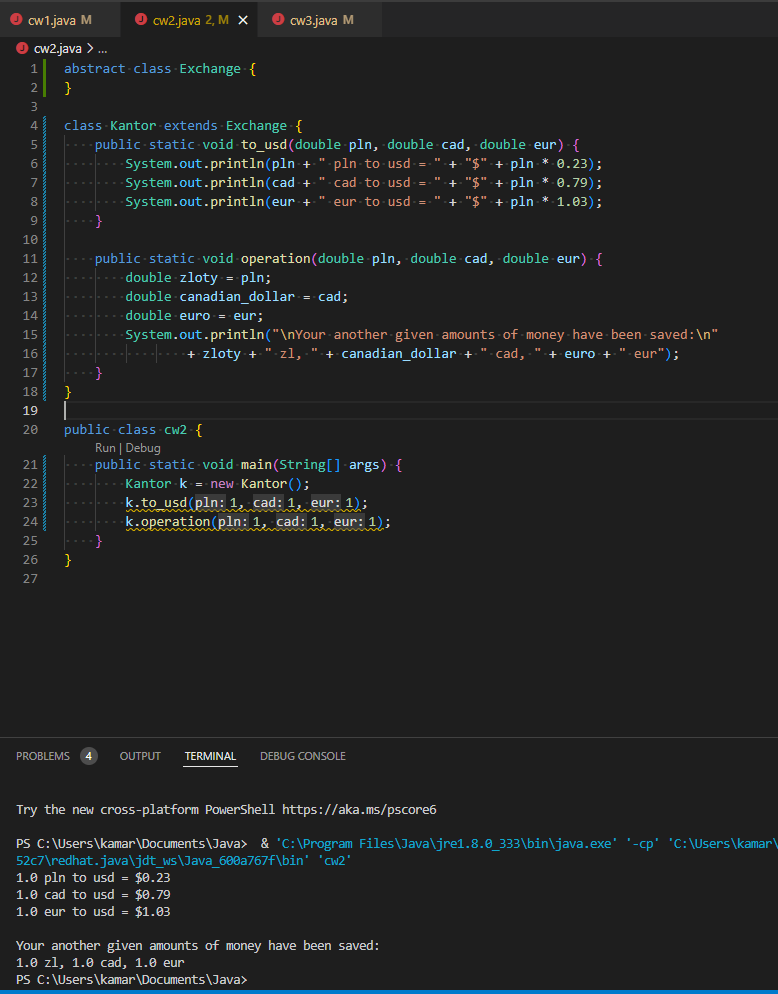 cw1.java M
cw2.java 2, M
cw3.java M
cw2.java > ...
1 abstract class Exchange {
2 }
3
4 class Kantor extends Exchange {
5 public static void to_usd(double pln, double cad, double eur) {
6 System.out.println(pln + " pln to usd = " + "$" + pln * 0.23);
7 System.out.println(cad + " cad to usd = " + "$" + pln * 0.79);
8 System.out.println(eur + " eur to usd = " + "$" + pln * 1.03);
9 }
10
11 public static void operation(double pln, double cad, double eur) {
12 double zloty = pln;
13 double canadian_dollar = cad;
14 double euro = eur;
15 System.out.println("\nYour another given amounts of money have been saved:\n"
16 + zloty + " zl, " + canadian_dollar + " cad, " + euro + " eur");
17 }
18 }
19
20 public class cw2 {
Run | Debug
21 public static void main(String[] args) {
22 Kantor k = new Kantor();
23 k.to_usd(pln: 1, cad: 1, eur: 1);
24 k.operation(pln: 1, cad: 1, eur: 1);
25 }
26 }
27
PROBLEMS 4 OUTPUT TERMINAL DEBUG CONSOLE
Try the new cross-platform PowerShell https://aka.ms/pscore6
PS C:\Users\kamar\Documents\Java> & 'C:\Program Files\Java\jre1.8.0_333\bin\java.exe' '-cp' 'C:\Users\kamar\
52c7\redhat.java\jdt_ws\Java_600a767f\bin' 'cw2'
1.0 pln to usd = $0.23
1.0 cad to usd = $0.79
1.0 eur to usd = $1.03
Your another given amounts of money have been saved:
1.0 zl, 1.0 cad, 1.0 eur
PS C:\Users\kamar\Documents\Java>